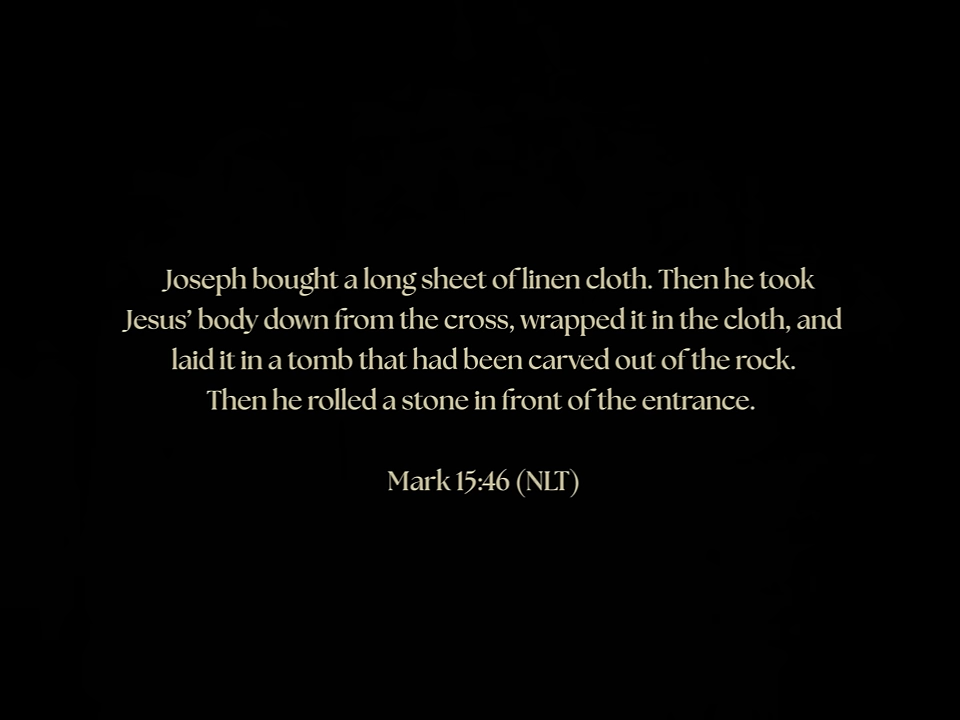 Joseph bought a long sheet of linen cloth. Then he took
Jesus’ body down from the cross, wrapped it in the cloth, and
laid it in a tomb that had been carved out of the rock.
Then he rolled a stone in front of the entrance.
Mark 15:46 (NLT)